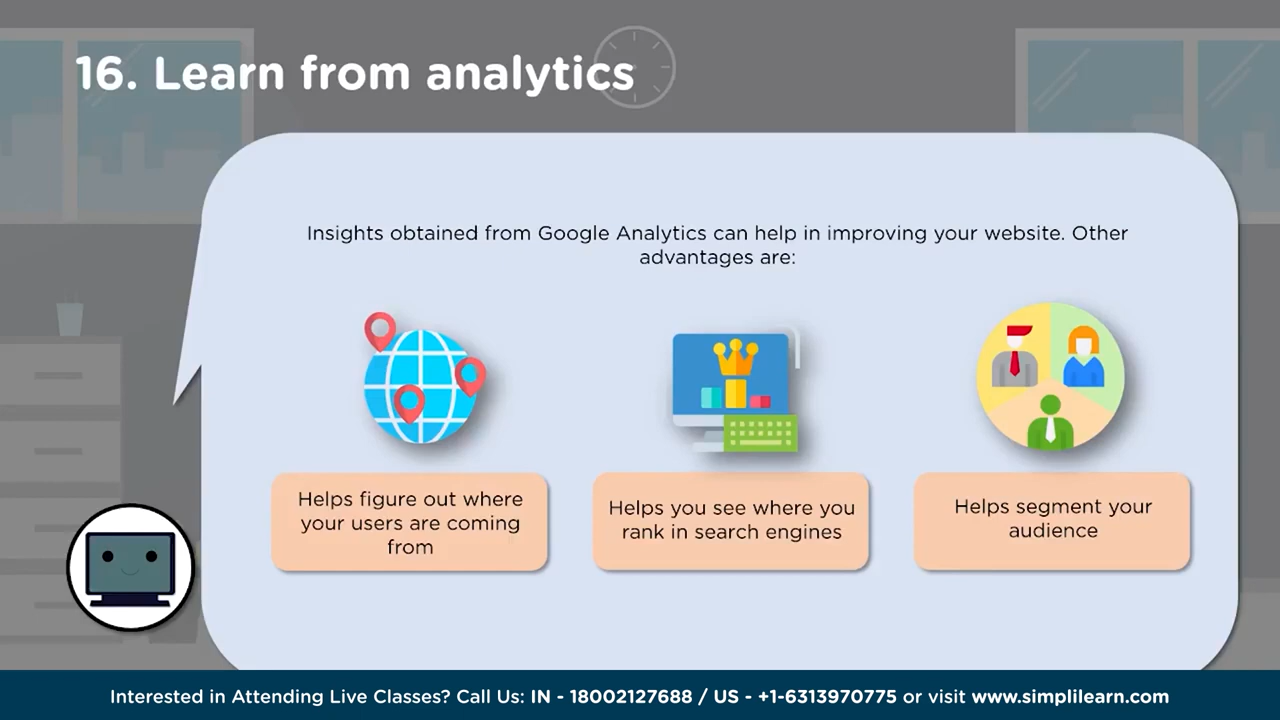 16. Learn from analytics
Insights obtained from Google Analytics can help in improving your website. Other
advantages are:
Helps figure out where
your users are coming
from
Helps you see where you
rank in search engines
Helps segment your
audience
Interested in Attending Live Classes? Call Us: IN - 18002127688 / US - +1-6313970775 or visit www.simplilearn.com